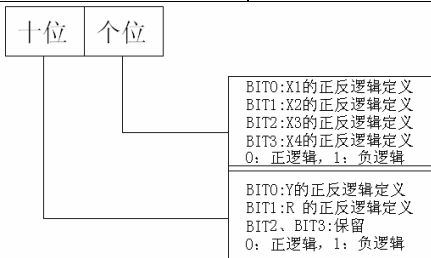 十位 个位
BIT0:X1的正反逻辑定义
BIT1:X2的正反逻辑定义
BIT2:X3的正反逻辑定义
BIT3:X4的正反逻辑定义
0: 正逻辑, 1: 负逻辑
BIT0:Y的正反逻辑定义
BIT1:R 的正反逻辑定义
BIT2、BIT3:保留
0: 正逻辑, 1: 负逻辑